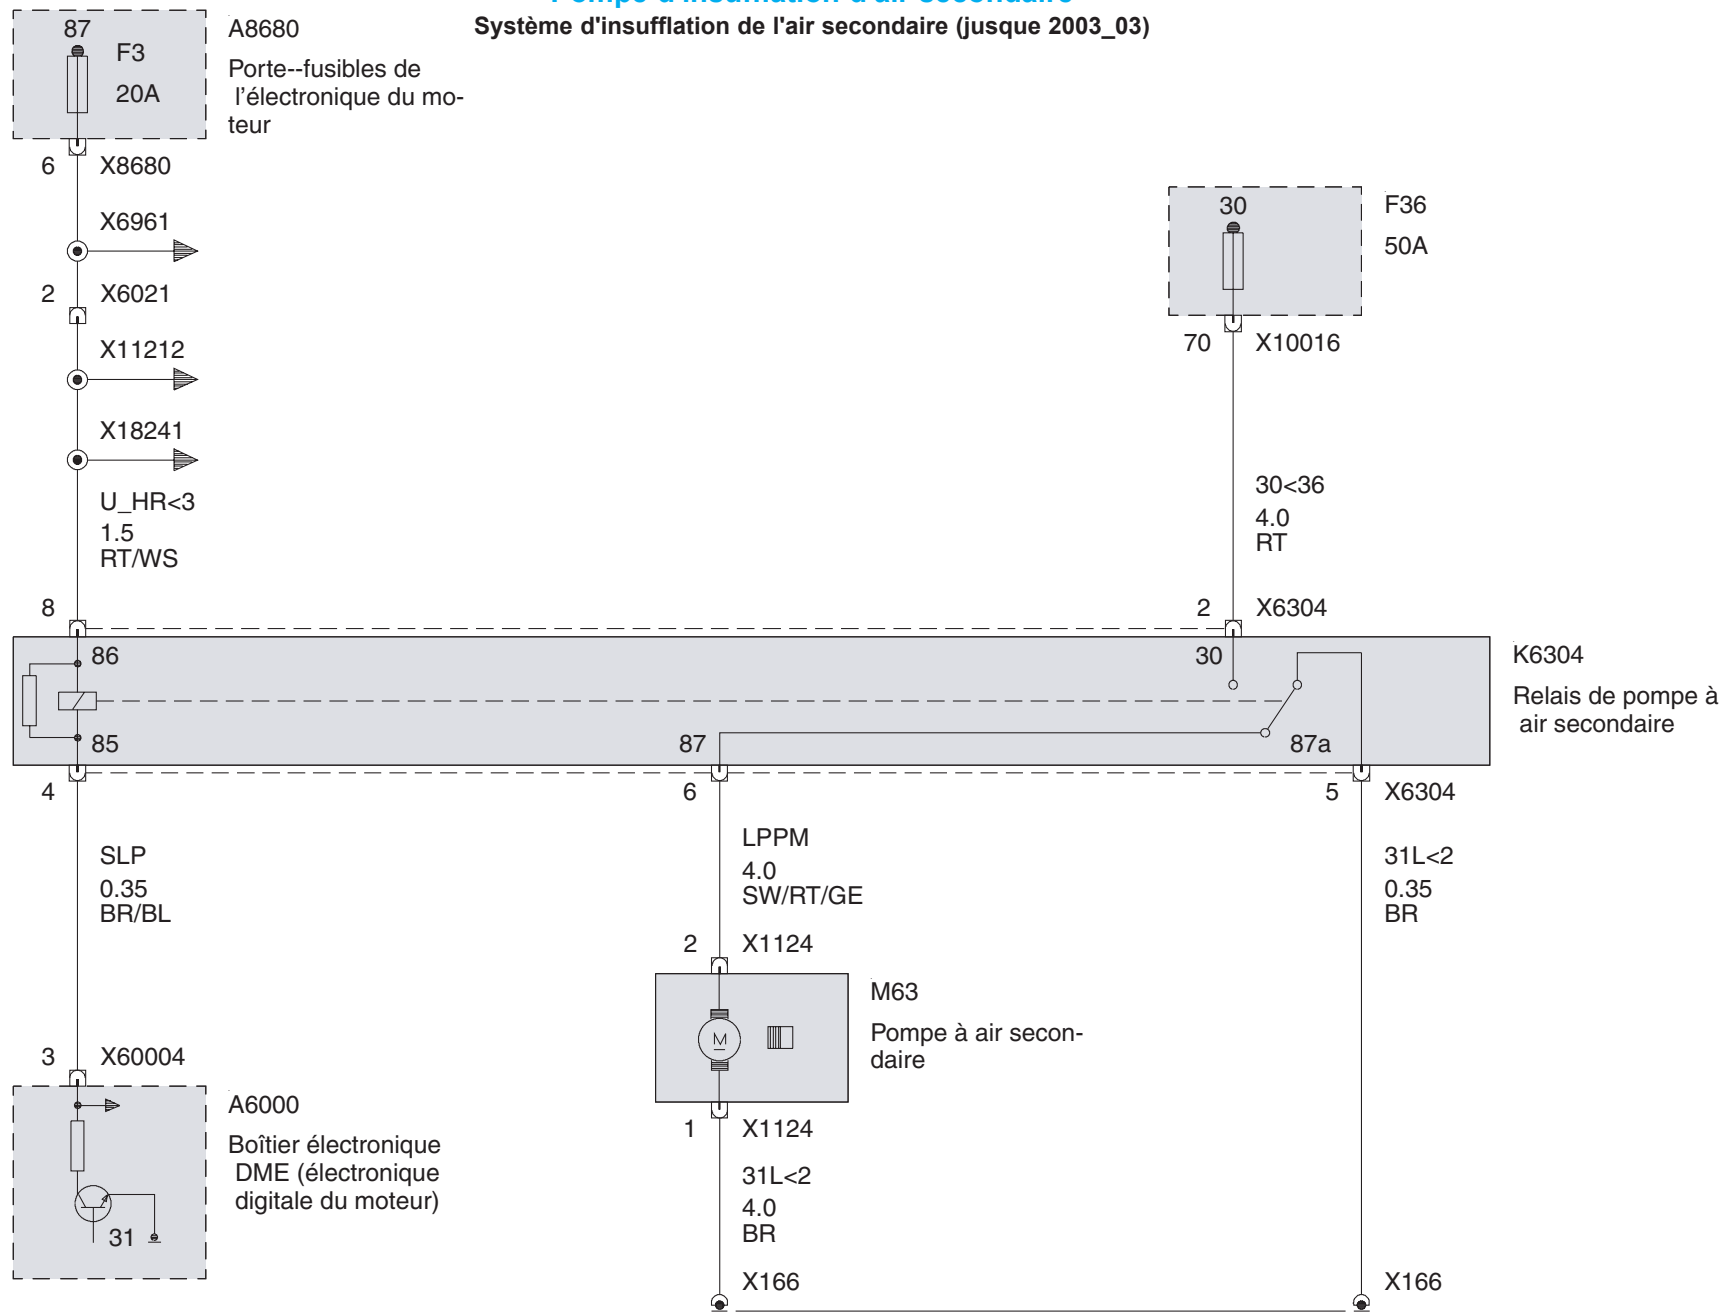 Pompe d'insufflation d'air secondaire
Système d'insufflation de l'air secondaire (jusque 2003_03)
87
F3
20A
A8680
Porte--fusibles de
l'électronique du mo-
teur
6 X8680
X6961
2 X6021
X11212
X18241
U_HR<3
1.5
RT/WS
8
30
F36
50A
70 X10016
30<36
4.0
RT
2 X6304
86
85
30
87
87a
K6304
Relais de pompe à
air secondaire
4
6
5 X6304
SLP
0.35
BR/BL
LPPM
4.0
SW/RT/GE
31L<2
0.35
BR
2 X1124
M63
Pompe à air secon-
daire
M
1 X1124
31L<2
4.0
BR
3 X60004
A6000
Boîtier électronique
DME (électronique
digitale du moteur)
31
X166
X166